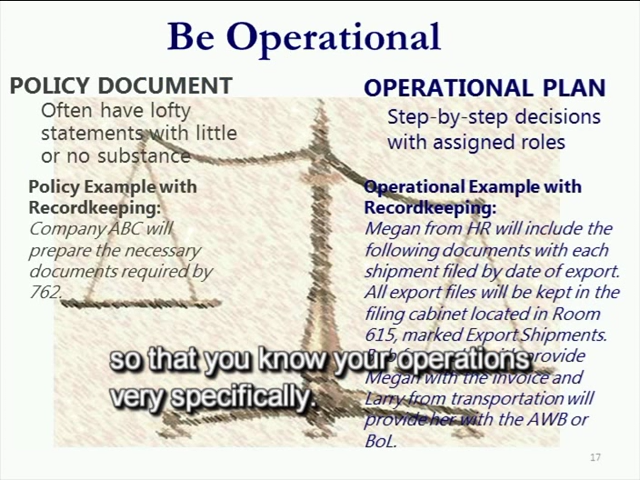 Be Operational
POLICY DOCUMENT
Often have lofty
statements with little
or no substance
Policy Example with
Recordkeeping:
Company ABC will
prepare the necessary
documents required by
762.
OPERATIONAL PLAN
Step-by-step decisions
with assigned roles
Operational Example with
Recordkeeping:
Megan from HR will include the
following documents with each
shipment filed by date of export.
All export files will be kept in the
filing cabinet located in Room
615, marked Export Shipments.
provide
Megan with the invoice and
Larry from transportation will
provide her with the AWB or
BoL.
so that you know your operations
very specifically.
17